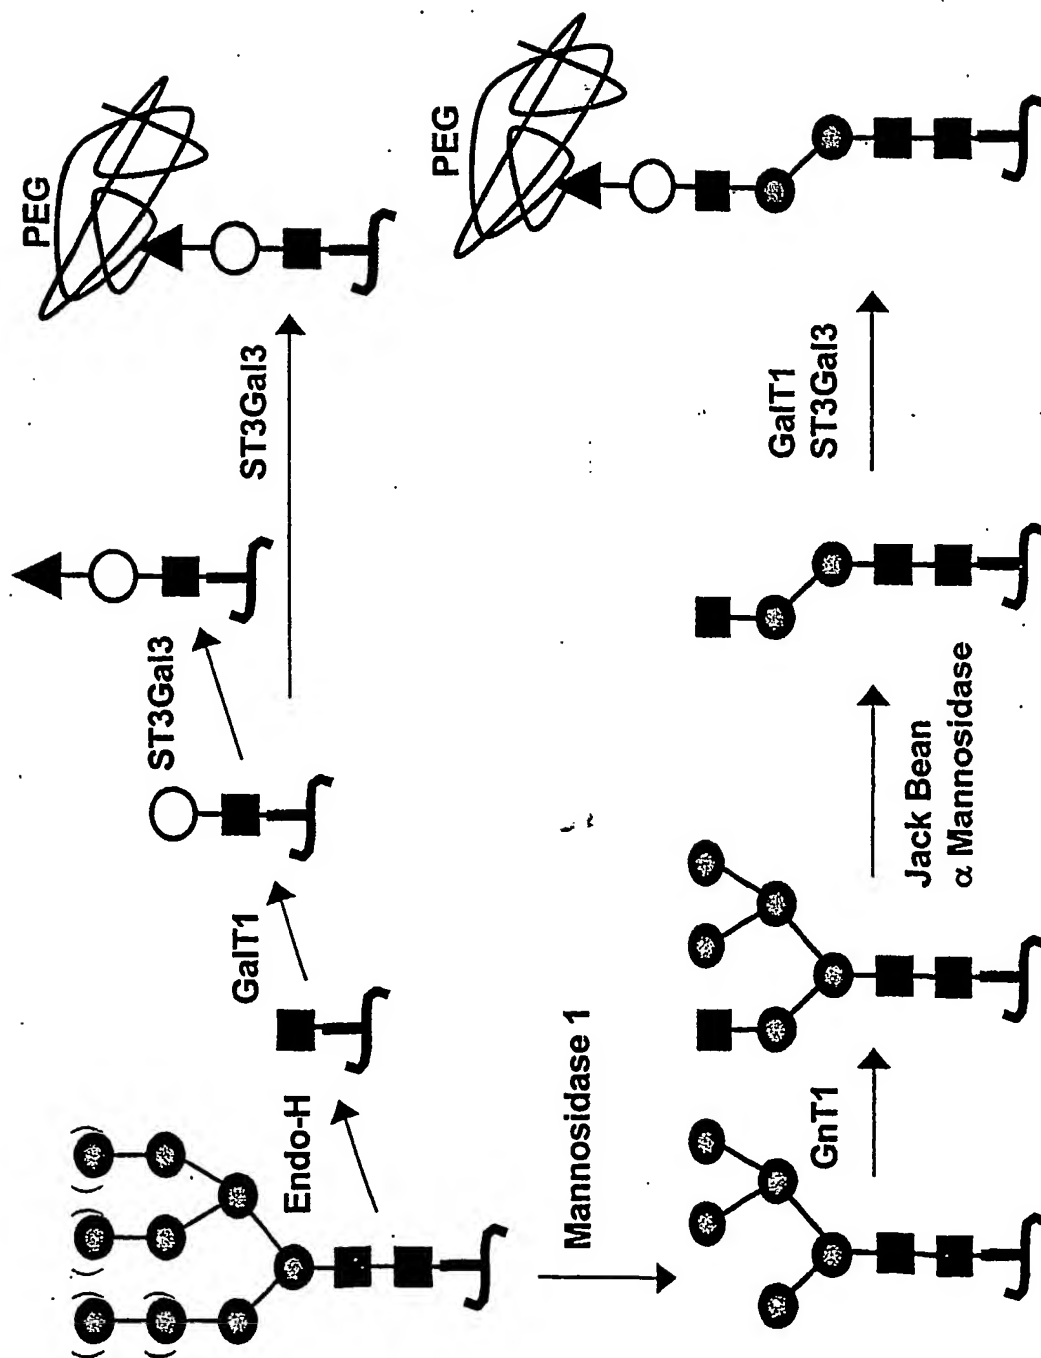 Endo-H
GalT1
ST3Gal3
ST3Gal3
PEG
Mannosidase 1
GnT1
Jack Bean
α Mannosidase
GalT1
ST3Gal3
PEG